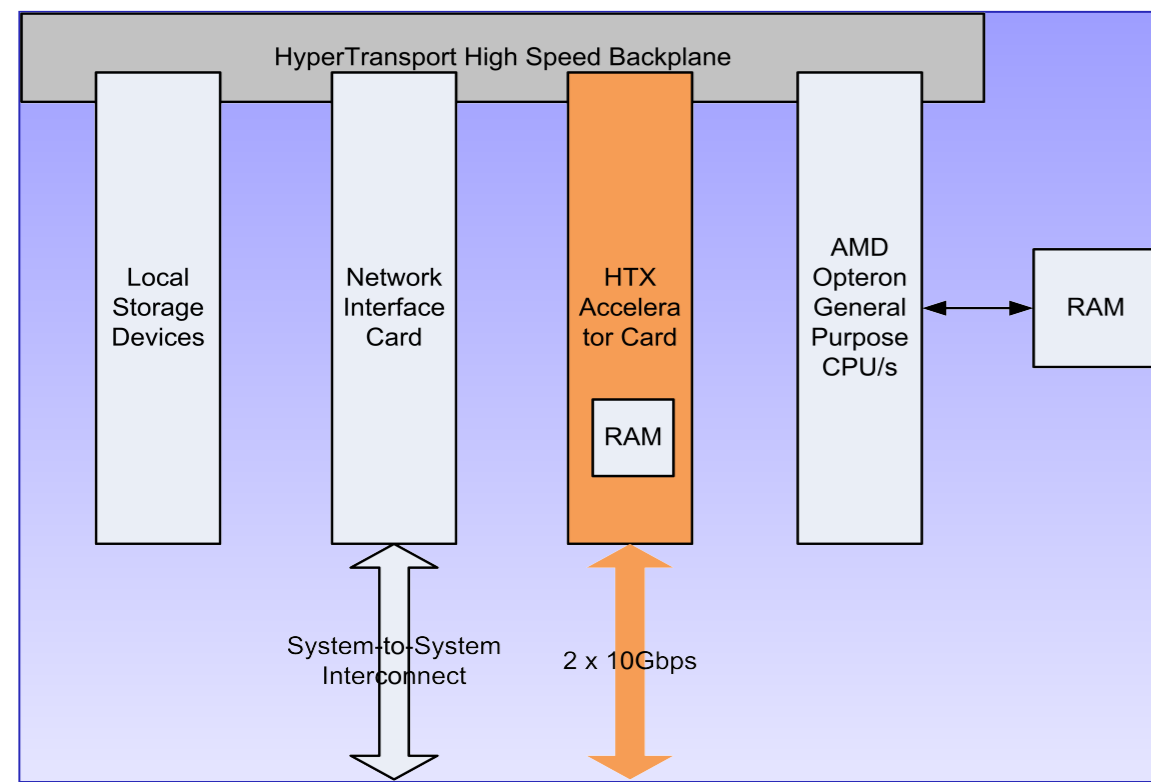 HyperTransport High Speed Backplane
Local
Storage
Devices
Network
Interface
Card
HTX
Accelera
tor Card
RAM
AMD
Opteron
General
Purpose
CPU/s
RAM
System-to-System
Interconnect
2 x 10Gbps